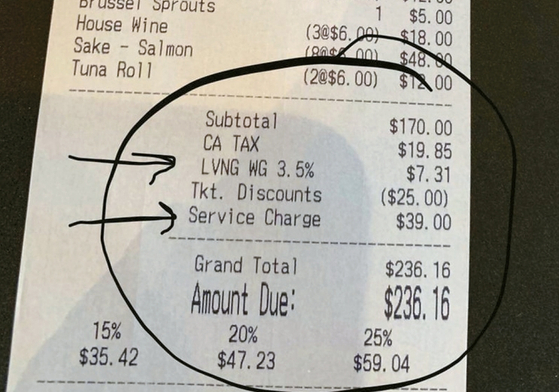 Brussel Sprouts 1 $5.00
House Wine (3@$6.00) $18.00
Sake - Salmon (8@$6.00) $48.00
Tuna Roll (2@$6.00) $12.00
Subtotal $170.00
CA TAX $19.85
LVNG WG 3.5% $7.31
Tkt. Discounts ($25.00)
Service Charge $39.00
Grand Total $236.16
Amount Due: $236.16
15% 20% 25%
$35.42 $47.23 $59.04